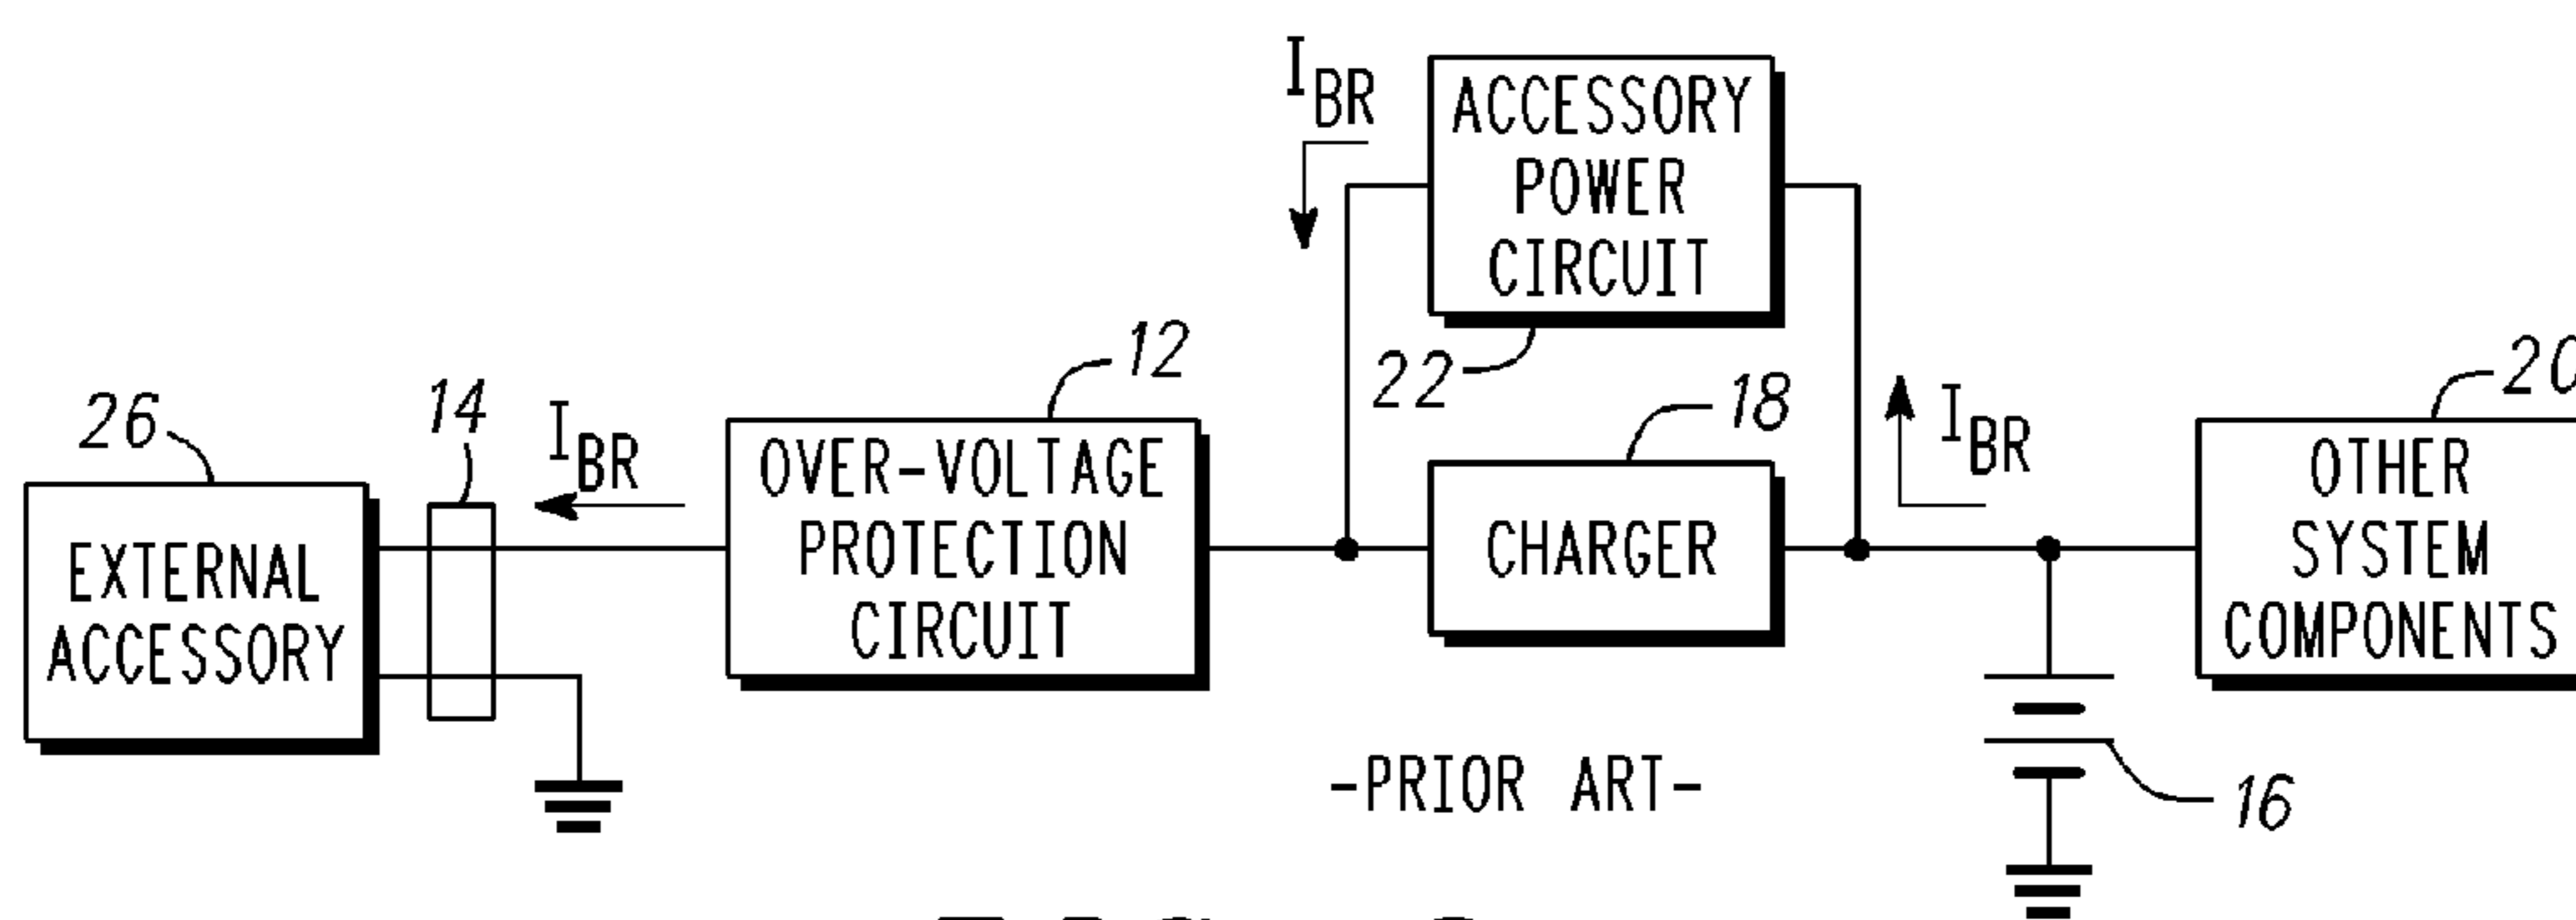 I_BR
ACCESSORY
POWER
CIRCUIT
22
12
18
20
26
14
I_BR
I_BR
EXTERNAL
ACCESSORY
OVER-VOLTAGE
PROTECTION
CIRCUIT
CHARGER
OTHER
SYSTEM
COMPONENTS
-PRIOR ART-
16